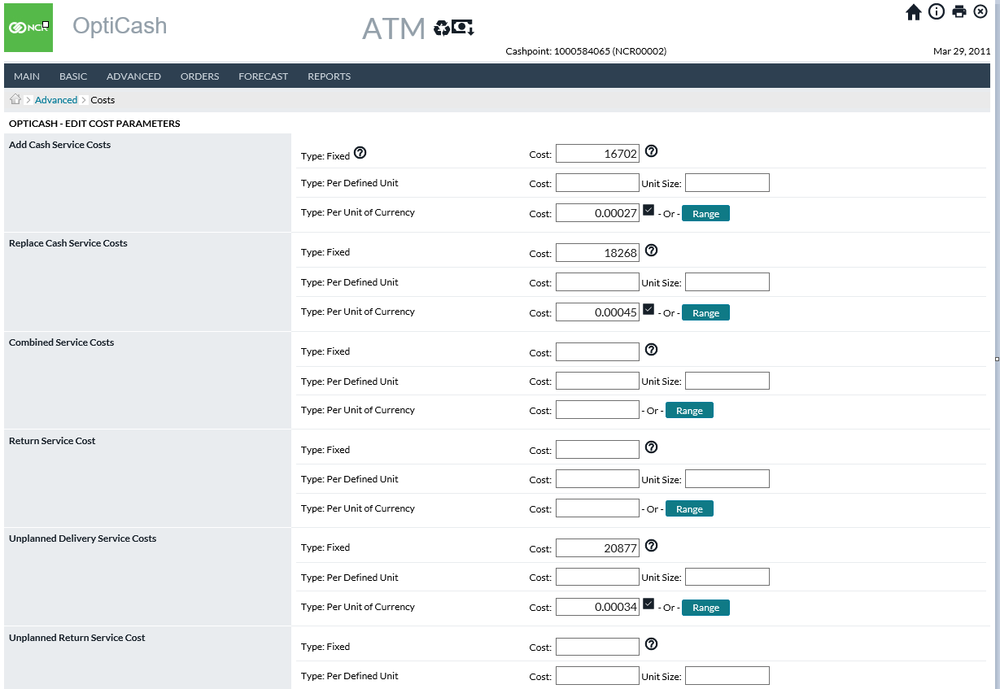 NCR OptiCash ATM
Cashpoint: 1000584065 (NCR00002) Mar 29, 2011
MAIN BASIC ADVANCED ORDERS FORECAST REPORTS
> Advanced > Costs
OPTICASH - EDIT COST PARAMETERS
Add Cash Service Costs
Type: Fixed ? Cost: 16702 ?
Type: Per Defined Unit Cost: Unit Size:
Type: Per Unit of Currency Cost: 0.00027 - Or - Range
Replace Cash Service Costs
Type: Fixed Cost: 18268 ?
Type: Per Defined Unit Cost: Unit Size:
Type: Per Unit of Currency Cost: 0.00045 - Or - Range
Combined Service Costs
Type: Fixed Cost: ?
Type: Per Defined Unit Cost: Unit Size:
Type: Per Unit of Currency Cost: - Or - Range
Return Service Cost
Type: Fixed Cost: ?
Type: Per Defined Unit Cost: Unit Size:
Type: Per Unit of Currency Cost: - Or - Range
Unplanned Delivery Service Costs
Type: Fixed Cost: 20877 ?
Type: Per Defined Unit Cost: Unit Size:
Type: Per Unit of Currency Cost: 0.00034 - Or - Range
Unplanned Return Service Cost
Type: Fixed Cost: ?
Type: Per Defined Unit Cost: Unit Size: